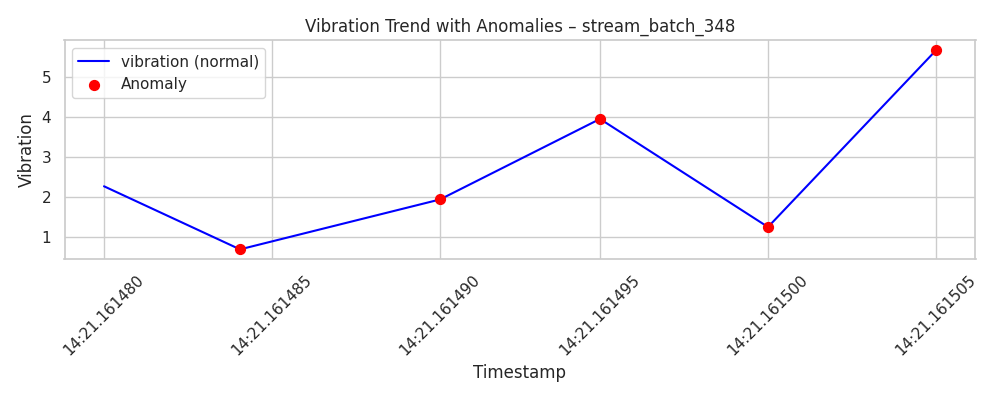 Vibration Trend with Anomalies – stream_batch_348
vibration (normal)
Anomaly
Vibration
5
4
3
2
1
14:21.161480
14:21.161485
14:21.161490
14:21.161495
14:21.161500
14:21.161505
Timestamp